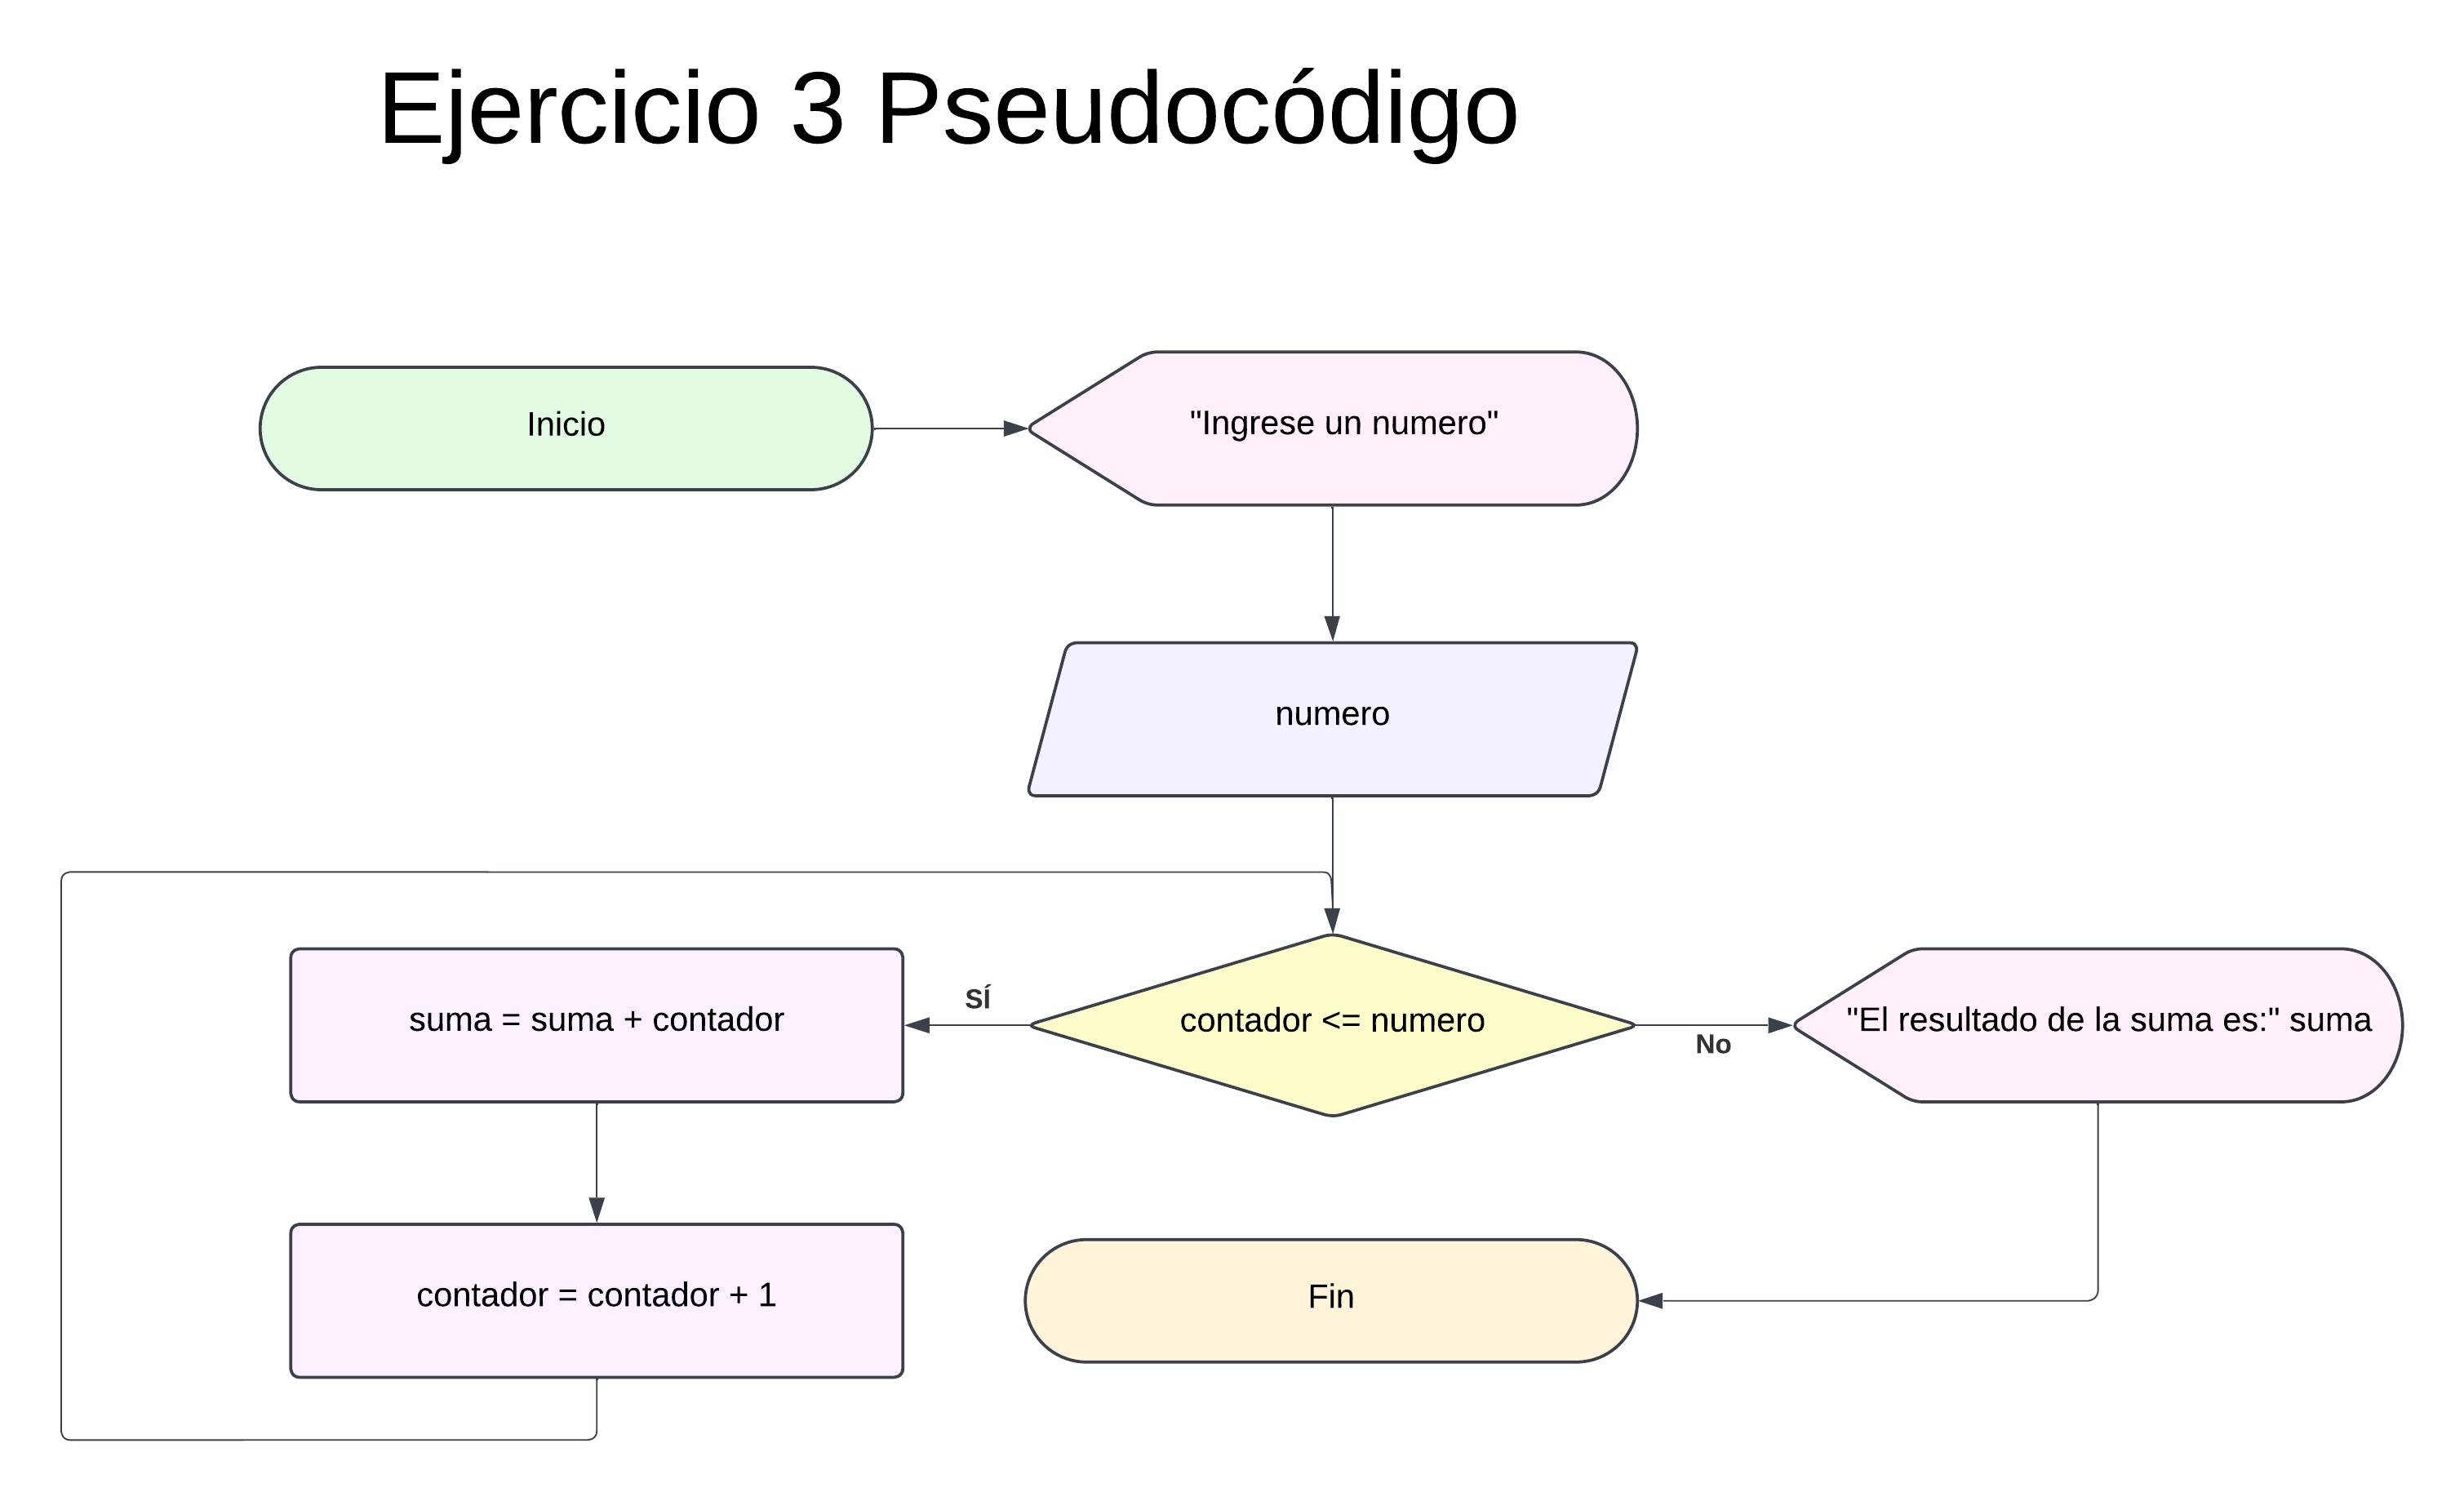 Ejercicio 3 Pseudocódigo
Inicio
"Ingrese un numero"
numero
contador <= numero
SÍ
suma = suma + contador
contador = contador + 1
No
"El resultado de la suma es:" suma
Fin